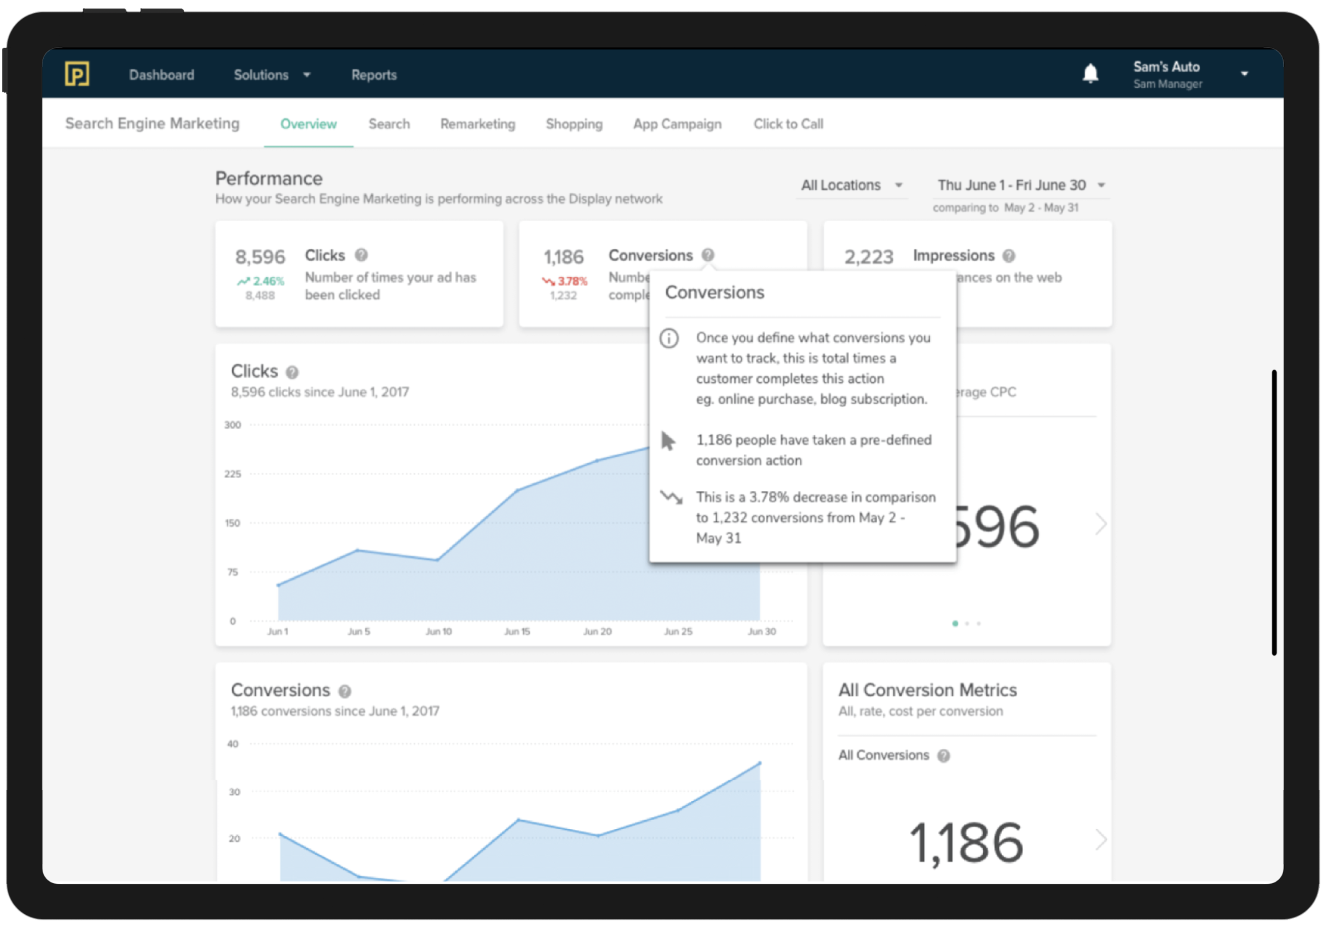 P
Dashboard
Solutions
Reports
Sam's Auto
Sam Manager
Search Engine Marketing
Overview
Search
Remarketing
Shopping
App Campaign
Click to Call
Performance
How your Search Engine Marketing is performing across the Display network
All Locations
Thu June 1 - Fri June 30
comparing to May 2 - May 31
8,596
2.46%
8,488
Clicks
Number of times your ad has
been clicked
1,186
3.78%
1,232
Conversions
2,223
Impressions
on the web
Conversions
Once you define what conversions you
want to track, this is total times a
customer completes this action
eg. online purchase, blog subscription.
1,186 people have taken a pre-defined
conversion action
This is a 3.78% decrease in comparison
to 1,232 conversions from May 2 -
May 31
Clicks
8,596 clicks since June 1, 2017
300
225
150
75
0
Jun 1
Jun 5
Jun 10
Jun 15
Jun 20
Jun 25
Jun 30
CPC
596
Conversions
1,186 conversions since June 1, 2017
40
30
20
All Conversion Metrics
All, rate, cost per conversion
All Conversions
1,186